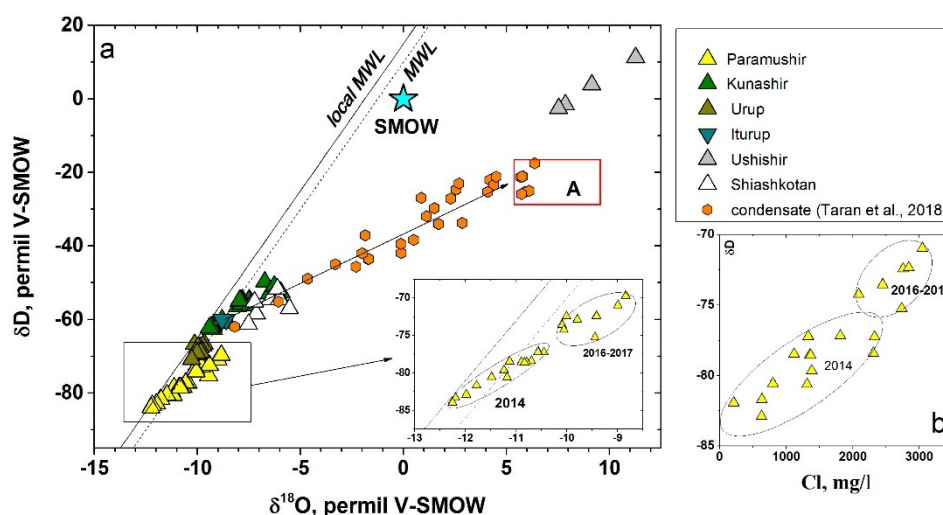 a
20
0
-20
-40
-60
-80
δD, permil V-SMOW
local MWL
MWL
SMOW
A
-70
-75
-80
-85
2014
2016-2017
-13
-12
-11
-10
-9
-8
-15
-10
-5
0
5
10
δ18O, permil V-SMOW
Paramushir
Kunashir
Urup
Iturup
Ushishir
Shiashkotan
condensate (Taran et al., 2018)
-70
δD
2016-201
-75
2014
-80
-85
b
0
1000
2000
3000
Cl, mg/l